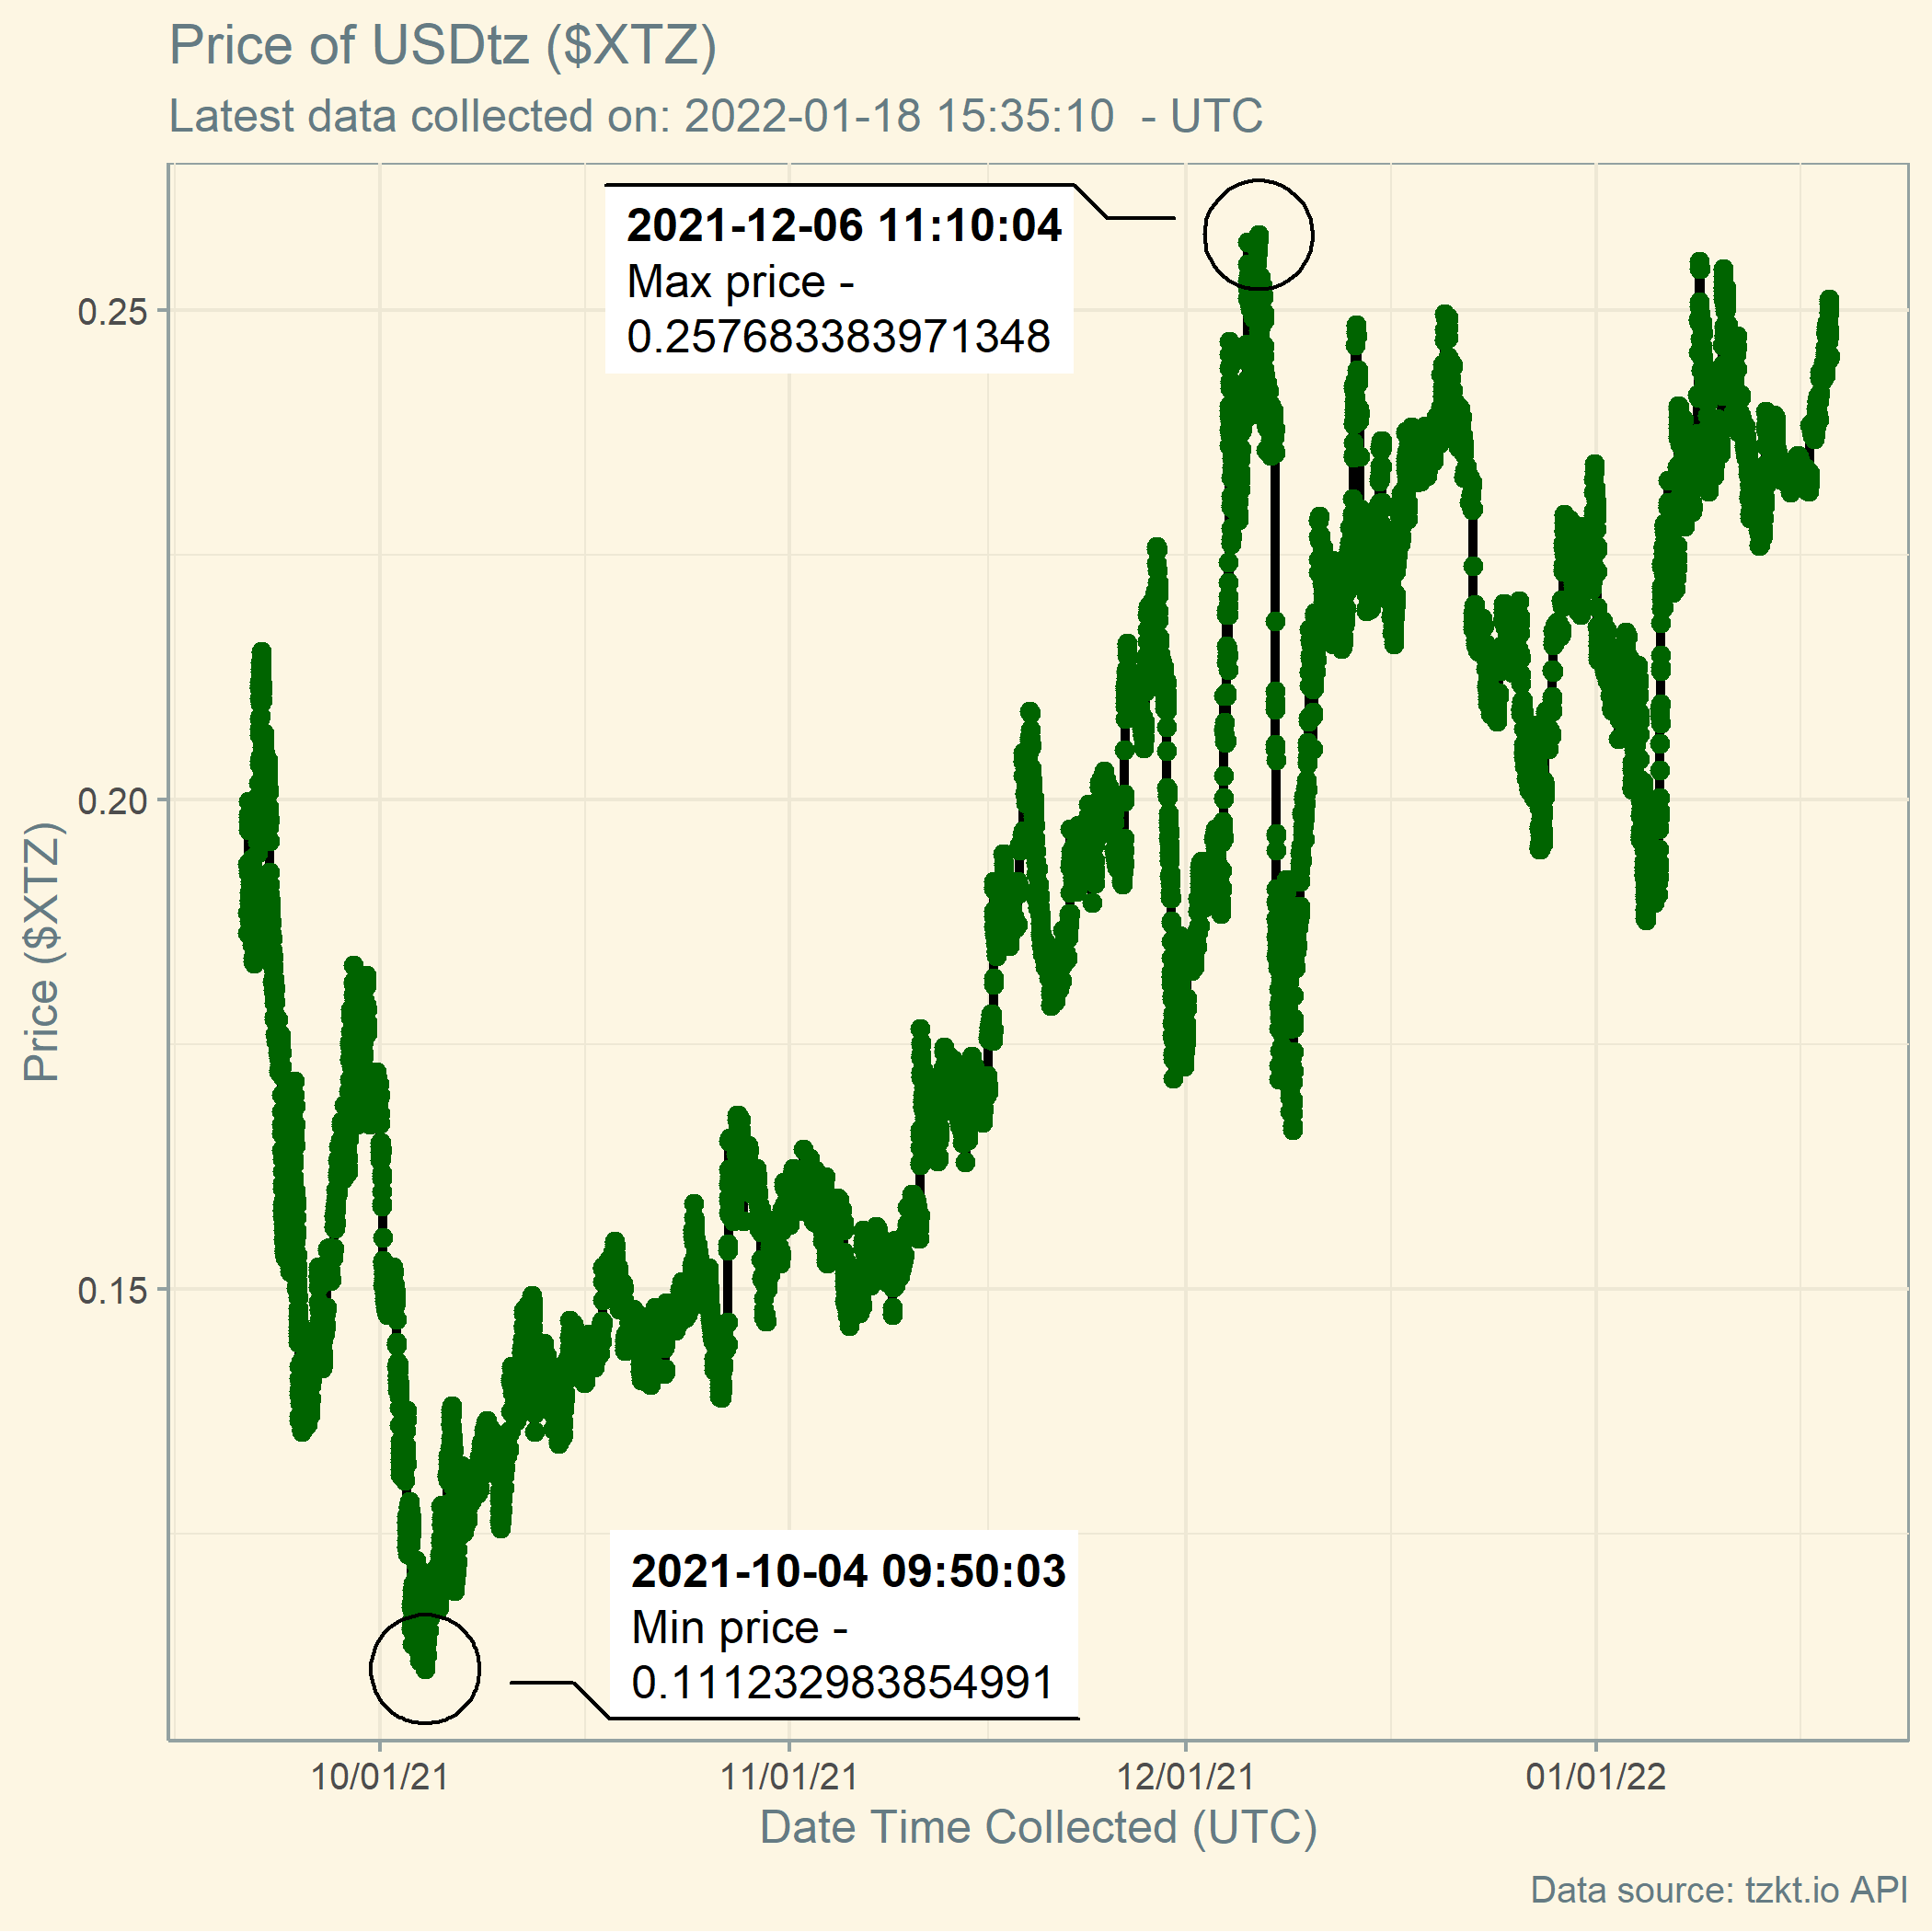 Price of USDtz ($XTZ)
Latest data collected on: 2022-01-18 15:35:10  - UTC
2021-12-06 11:10:04
Max price -
0.257683383971348
0.25
0.20
0.15
Price ($XTZ)
2021-10-04 09:50:03
Min price -
0.111232983854991
10/01/21
11/01/21
12/01/21
01/01/22
Date Time Collected (UTC)
Data source: tzkt.io API